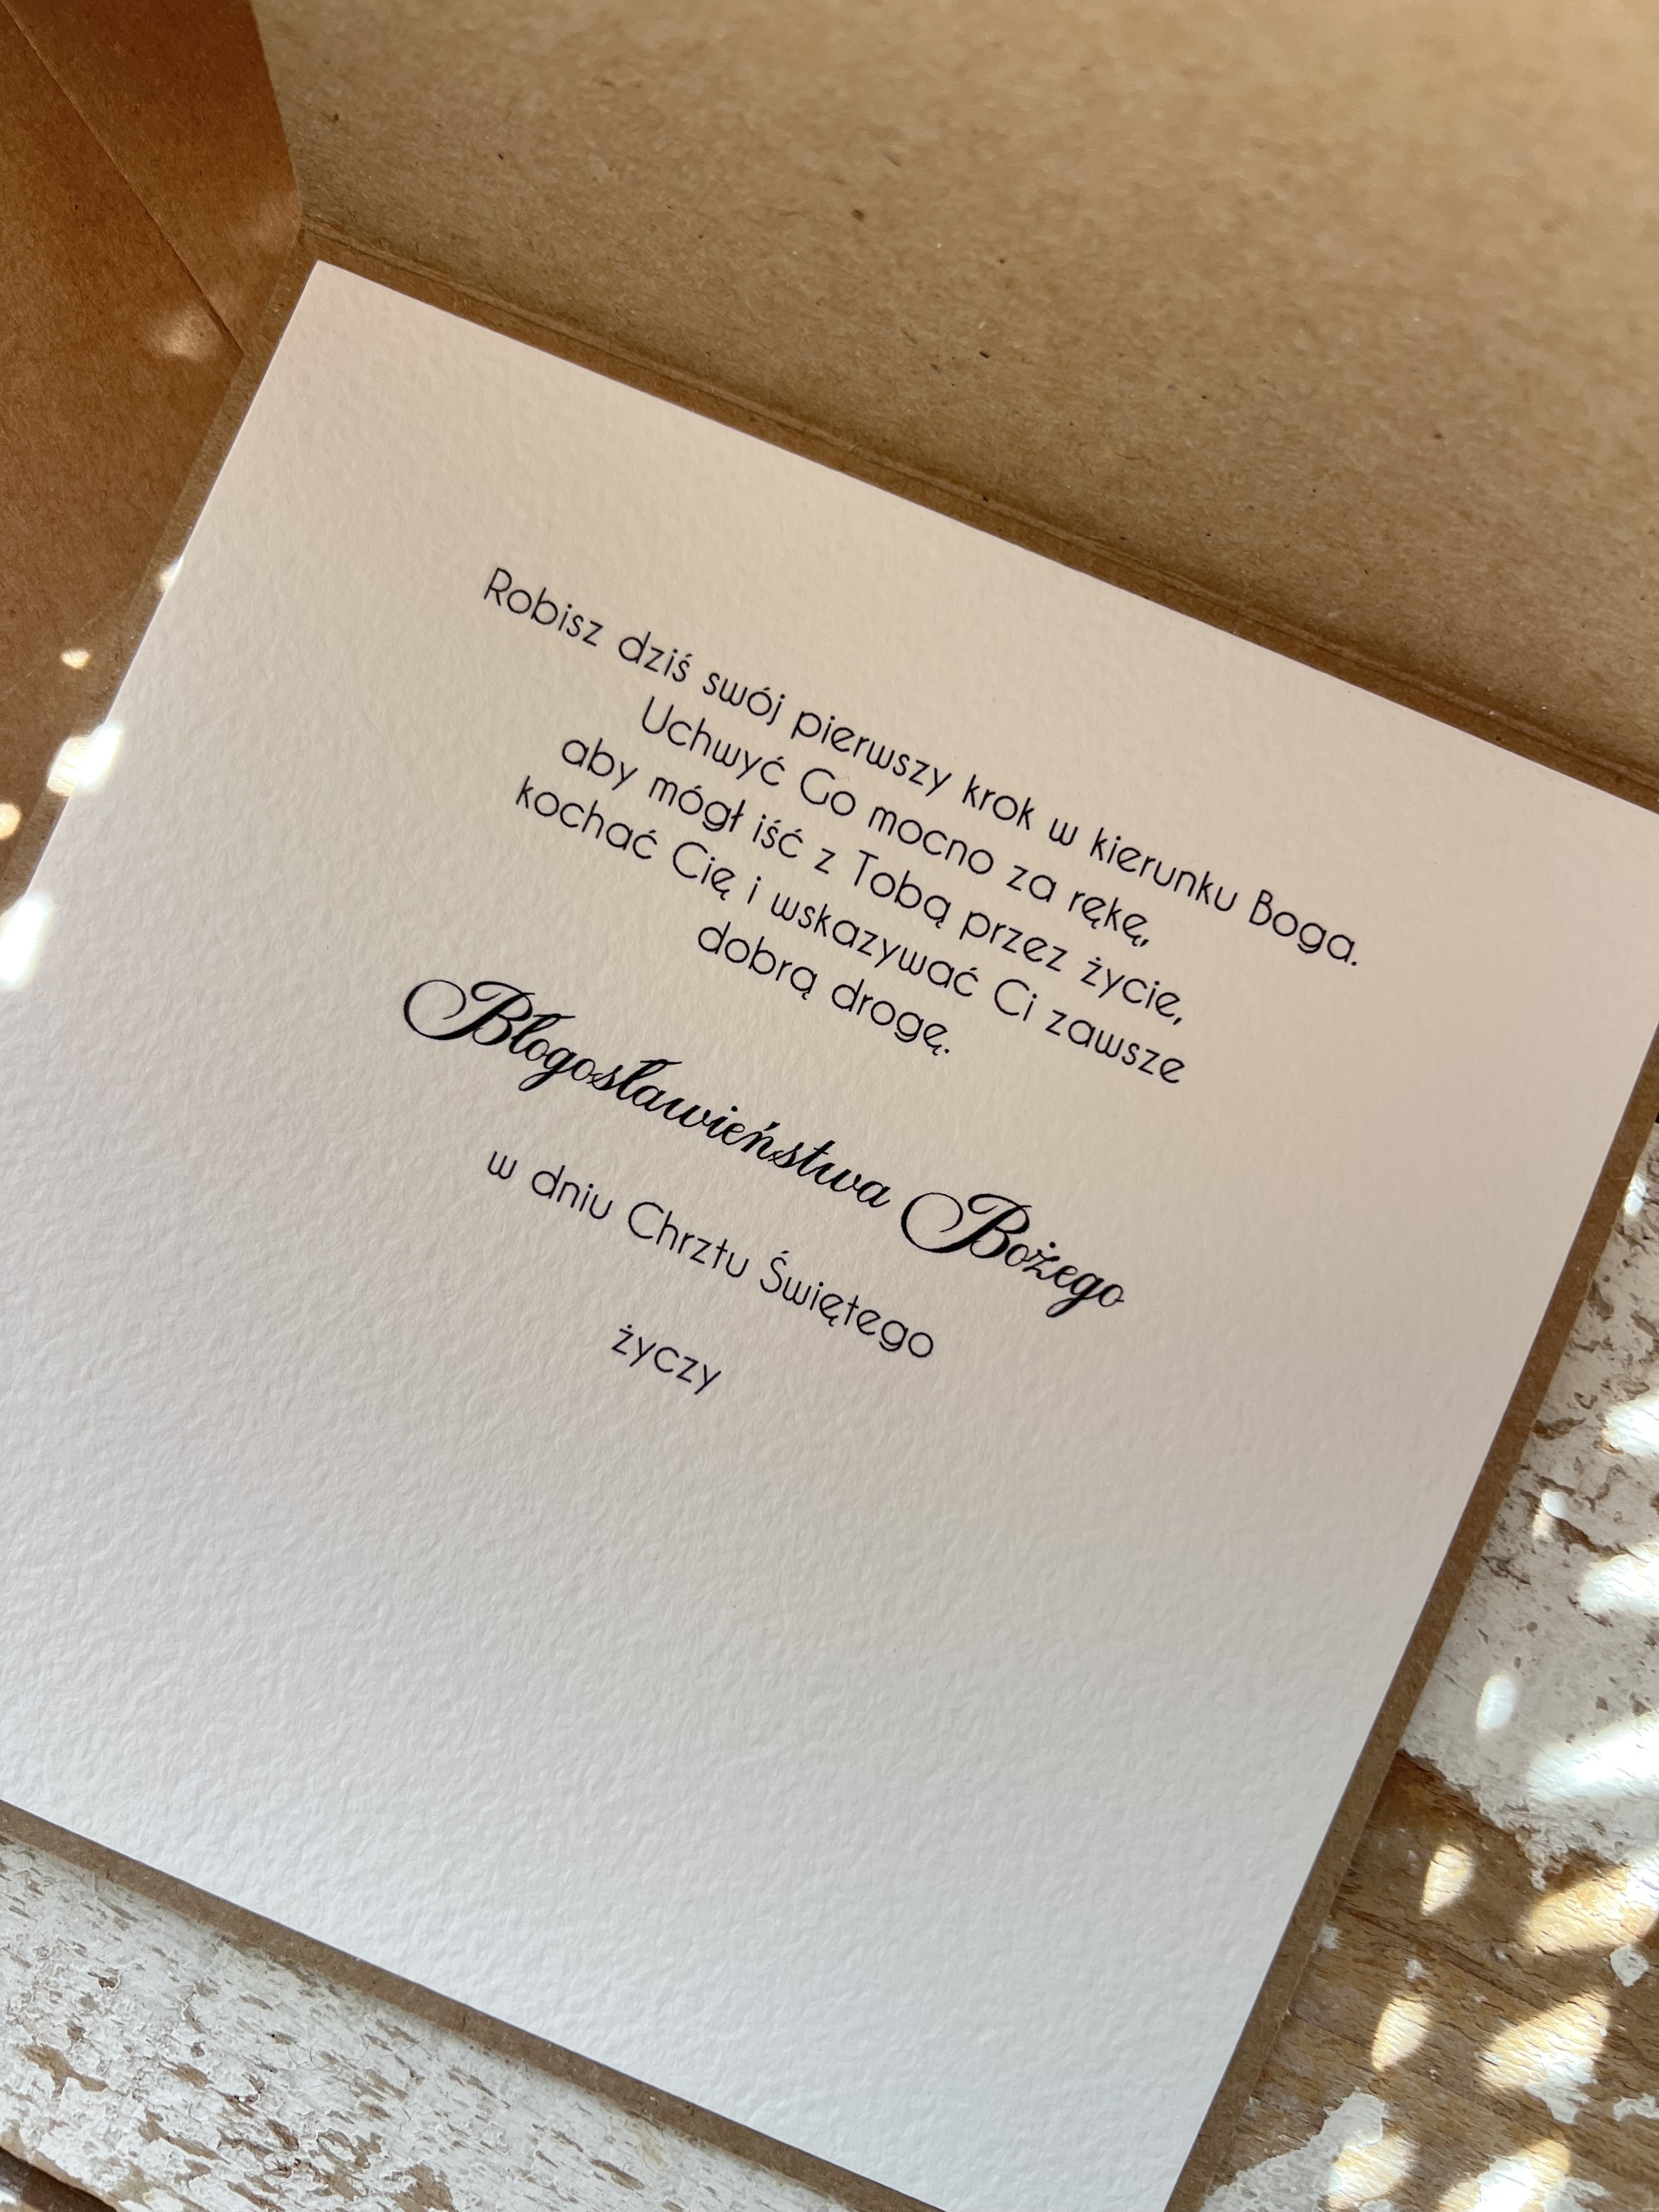 Robisz dziś swój pierwszy krok w kierunku Boga.
Uchwyć Go mocno za rękę,
aby mógł iść z Tobą przez życie,
kochać Cię i wskazywać Ci zawsze
dobrą drogę.
Błogosławieństwa Bożego
w dniu Chrztu Świętego
życzy